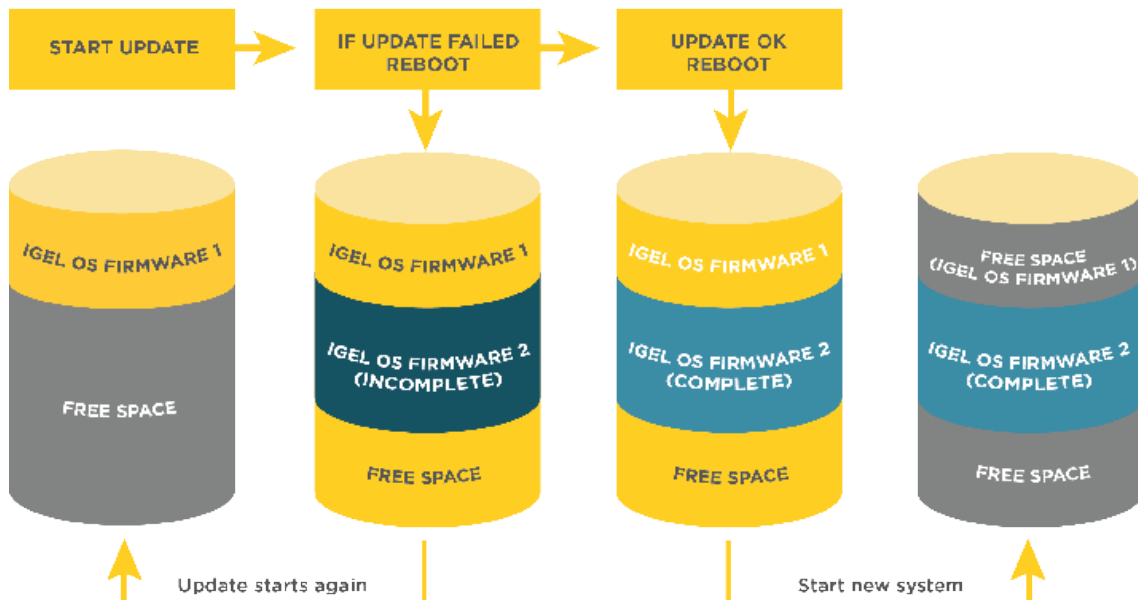 START UPDATE
IF UPDATE FAILED
REBOOT
UPDATE OK
REBOOT
IGEL OS FIRMWARE 1
FREE SPACE
IGEL OS FIRMWARE 1
IGEL OS FIRMWARE 2
(INCOMPLETE)
FREE SPACE
IGEL OS FIRMWARE 1
IGEL OS FIRMWARE 2
(COMPLETE)
FREE SPACE
FREE SPACE
(IGEL OS FIRMWARE 1)
IGEL OS FIRMWARE 2
(COMPLETE)
FREE SPACE
Update starts again
Start new system